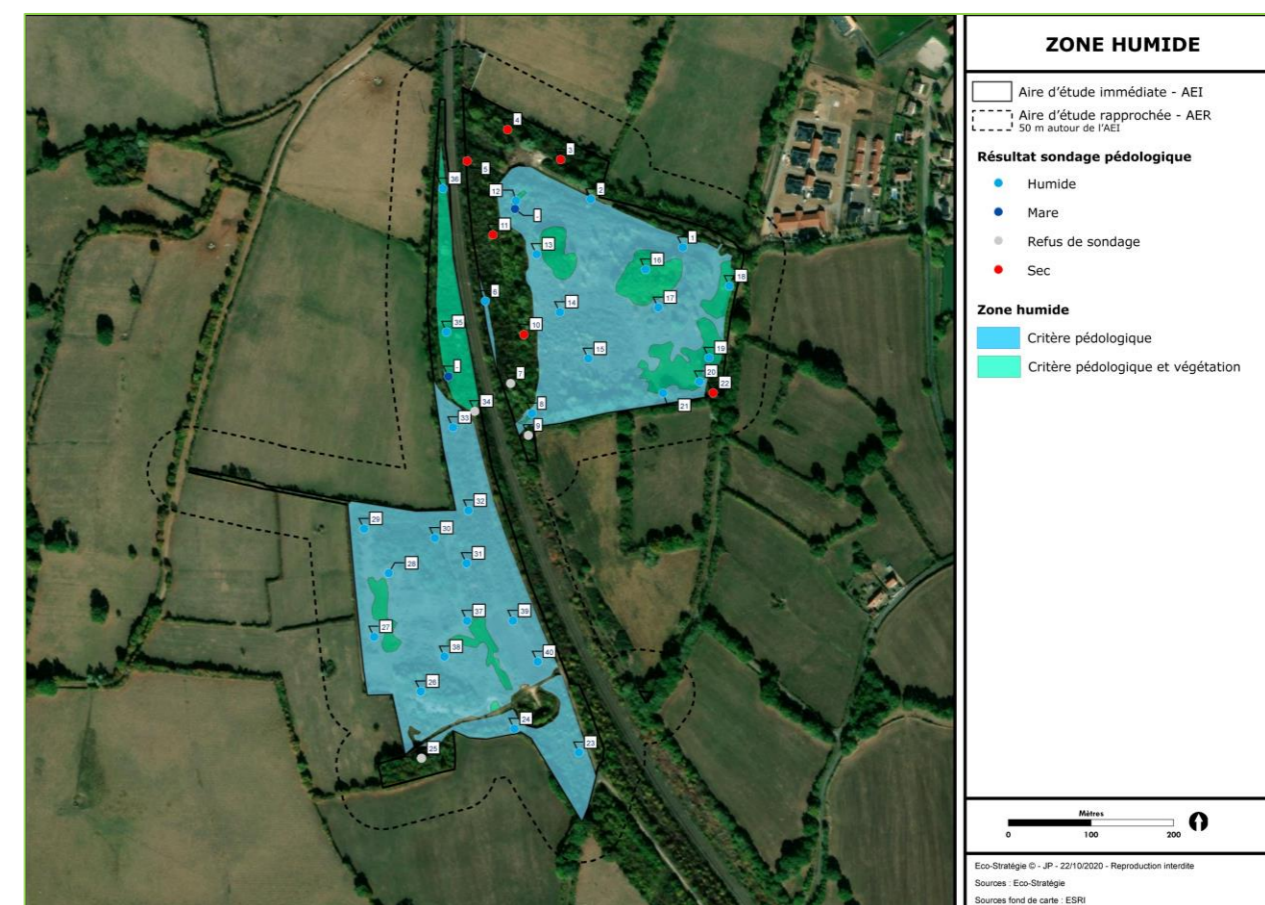 ZONE HUMIDE
Aire d'étude immédiate - AEI
Aire d'étude rapprochée - AER
50 m autour de l'AEI
Résultat sondage pédologique
Humide
Mare
Refus de sondage
Sec
Zone humide
Critère pédologique
Critère pédologique et végétation
Mètres
0 100 200
Eco-Stratégie © - JP - 22/10/2020 - Reproduction interdite
Sources : Eco-Stratégie
Sources fond de carte : ESRI
4
3
5
36
12
2
-
11
13
1
16
18
6
14
17
35
10
15
19
-
7
20
22
34
8
21
33
9
32
29
30
31
28
37
39
27
38
40
26
24
25
23